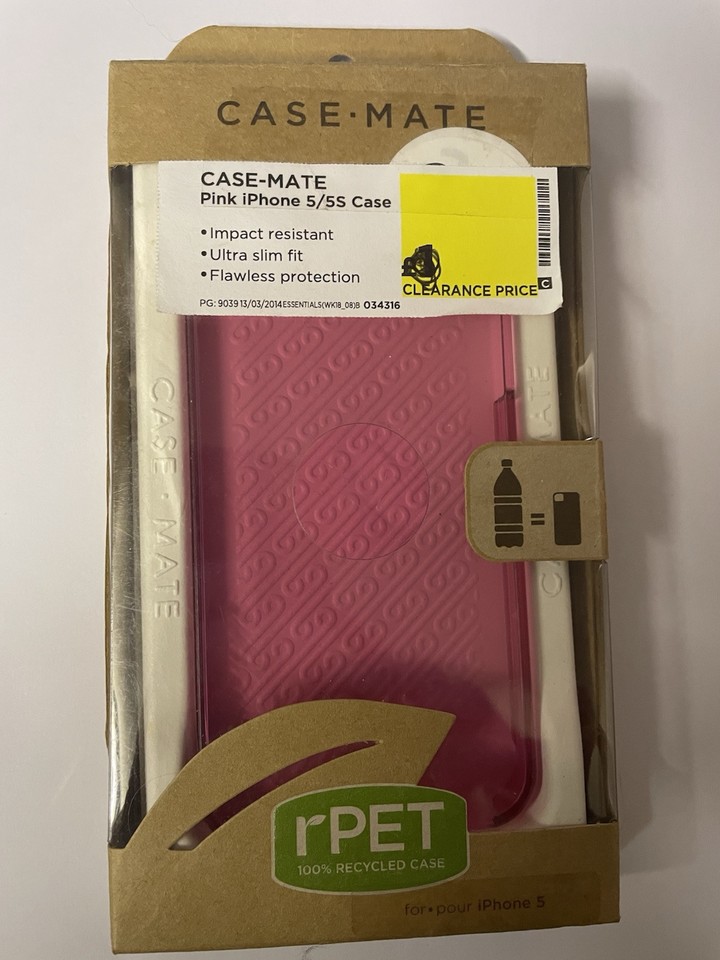 CASE·MATE
CASE-MATE
Pink iPhone 5/5S Case
• Impact resistant
• Ultra slim fit
• Flawless protection
CLEARANCE PRICE C
PG: 9039 13/03/2014 ESSENTIALS(WK18_08)B 034316
CASE·MATE
C MATE
=
rPET
100% RECYCLED CASE
for • pour iPhone 5